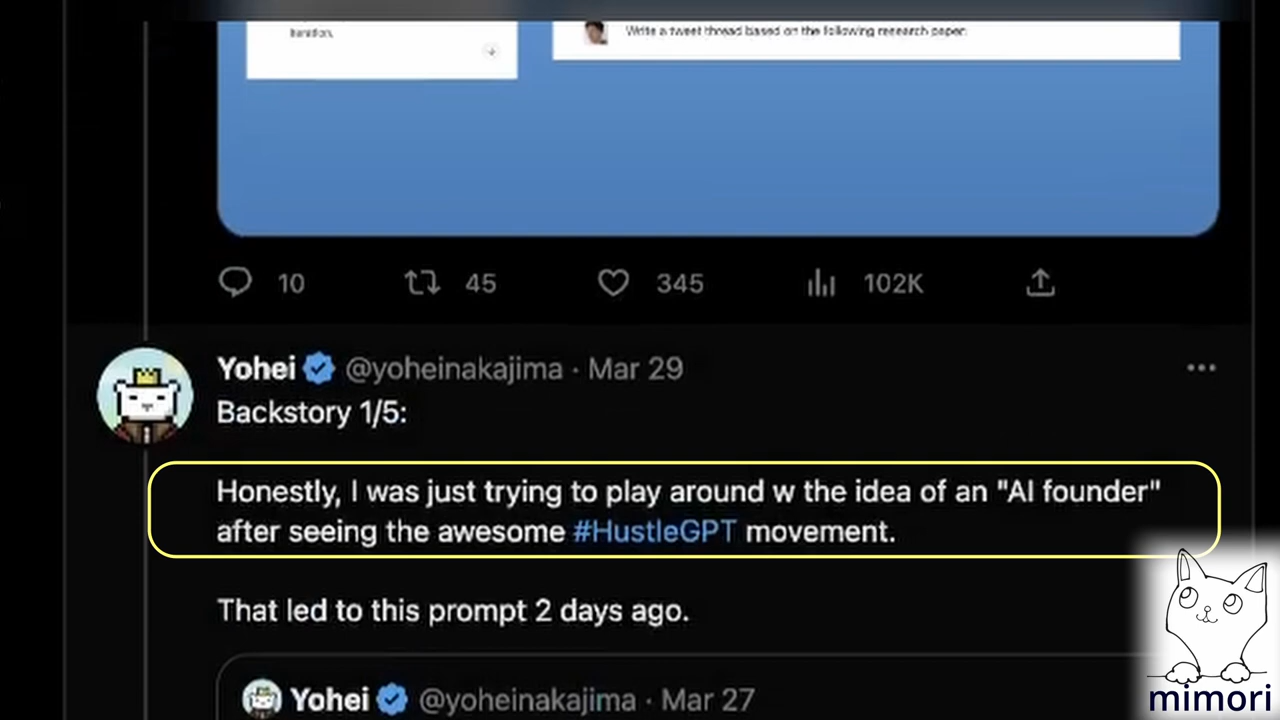 iteration.
Write a tweet thread based on the following research paper:
10 45 345 102K
Yohei @yoheinakajima · Mar 29
Backstory 1/5:
Honestly, I was just trying to play around w the idea of an "AI founder"
after seeing the awesome #HustleGPT movement.
That led to this prompt 2 days ago.
Yohei @yoheinakajima · Mar 27
mimori